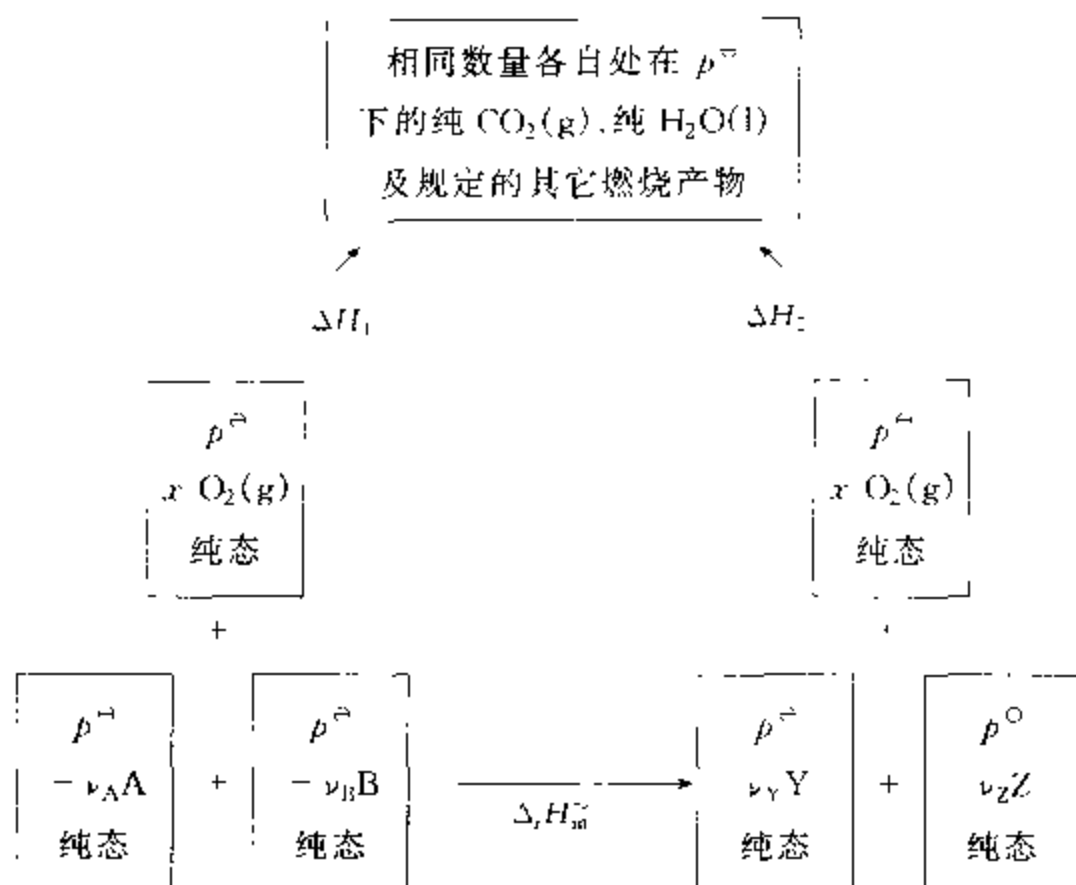 相同数量各自处在 p⊖
下的纯 CO₂(g)、纯 H₂O(l)
及规定的其它燃烧产物
ΔH₁ ΔH₂
p⊖ p⊖
x O₂(g) x O₂(g)
纯态 纯态
+ +
p⊖ p⊖ p⊖ p⊖
- νAA + - νBB ΔrHm⊖ νYY + νZZ
纯态 纯态 纯态 纯态